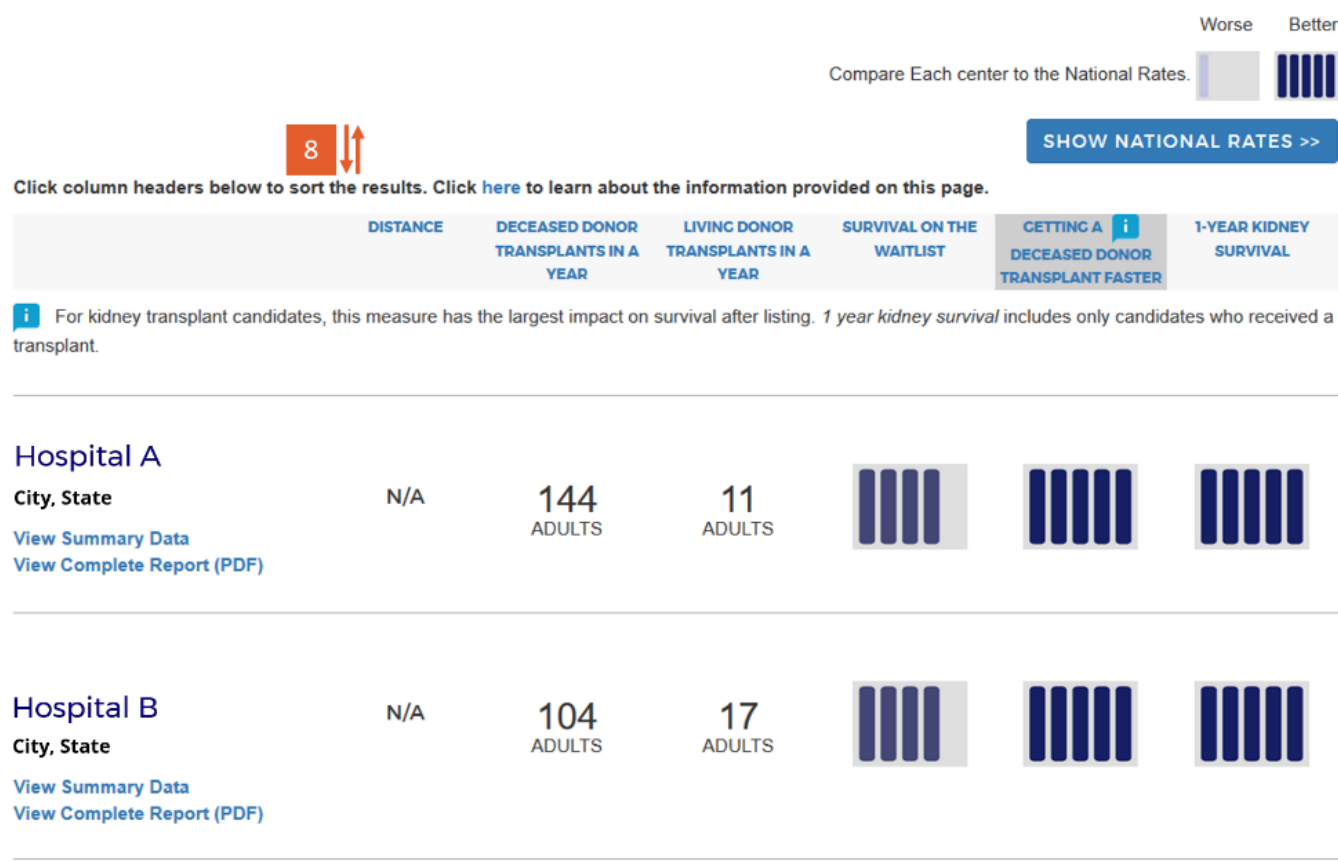 Worse Better
Compare Each center to the National Rates.
SHOW NATIONAL RATES >>
8
Click column headers below to sort the results. Click here to learn about the information provided on this page.
DISTANCE
DECEASED DONOR
TRANSPLANTS IN A
YEAR
LIVING DONOR
TRANSPLANTS IN A
YEAR
SURVIVAL ON THE
WAITLIST
GETTING A i
DECEASED DONOR
TRANSPLANT FASTER
1-YEAR KIDNEY
SURVIVAL
i For kidney transplant candidates, this measure has the largest impact on survival after listing. 1 year kidney survival includes only candidates who received a
transplant.
Hospital A
City, State
View Summary Data
View Complete Report (PDF)
N/A
144
ADULTS
11
ADULTS
Hospital B
City, State
View Summary Data
View Complete Report (PDF)
N/A
104
ADULTS
17
ADULTS